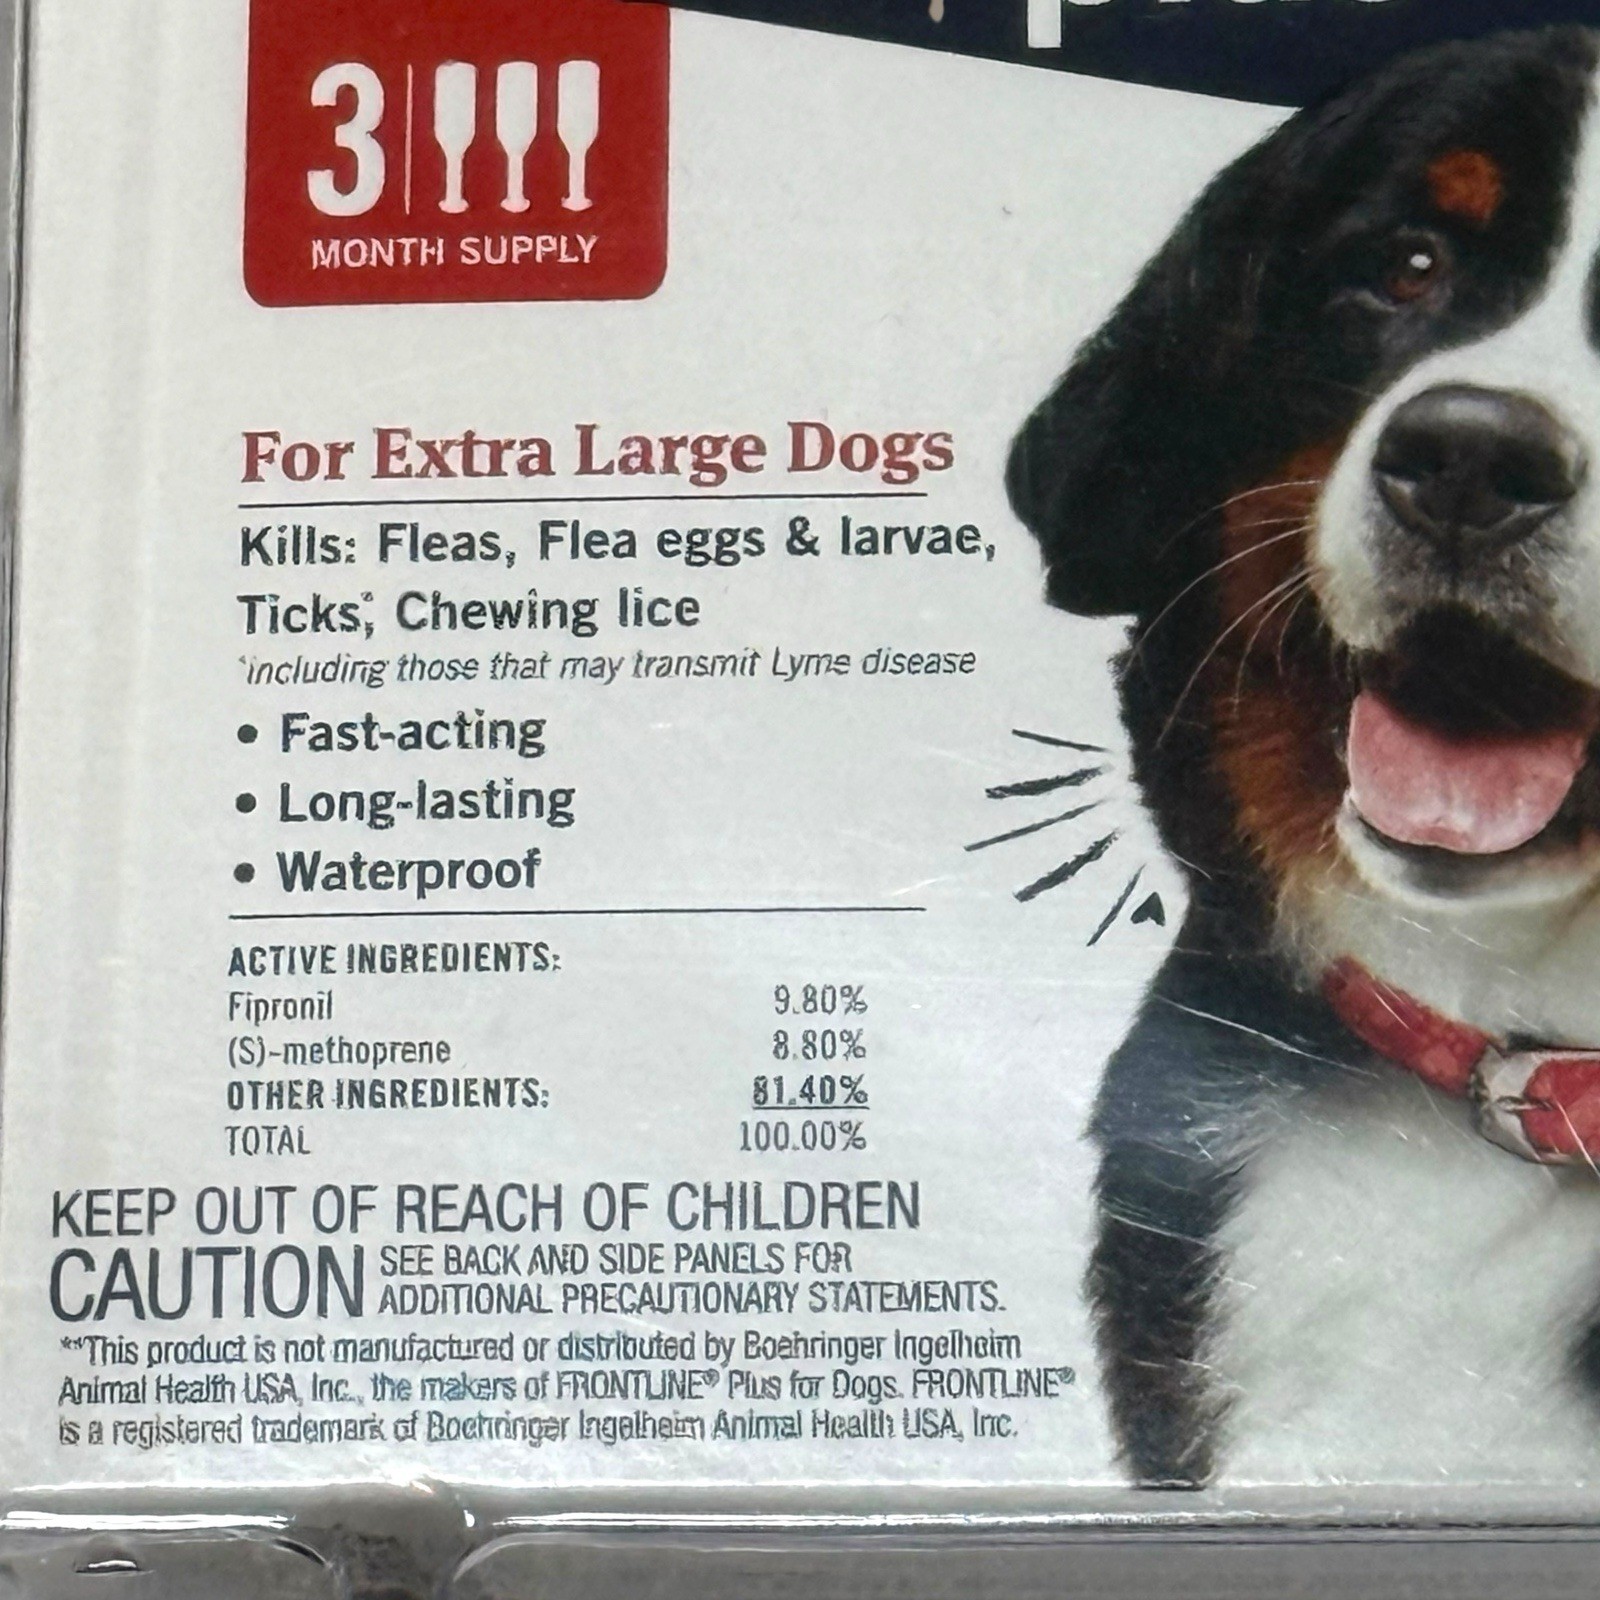 3
MONTH SUPPLY
For Extra Large Dogs
Kills: Fleas, Flea eggs & larvae,
Ticks*, Chewing lice
*including those that may transmit Lyme disease
• Fast-acting
• Long-lasting
• Waterproof
ACTIVE INGREDIENTS:
Fipronil 9.80%
(S)-methoprene 8.80%
OTHER INGREDIENTS: 81.40%
TOTAL 100.00%
KEEP OUT OF REACH OF CHILDREN
CAUTION SEE BACK AND SIDE PANELS FOR
ADDITIONAL PRECAUTIONARY STATEMENTS.
**This product is not manufactured or distributed by Boehringer Ingelheim
Animal Health USA, Inc., the makers of FRONTLINE® Plus for Dogs. FRONTLINE®
is a registered trademark of Boehringer Ingelheim Animal Health USA, Inc.